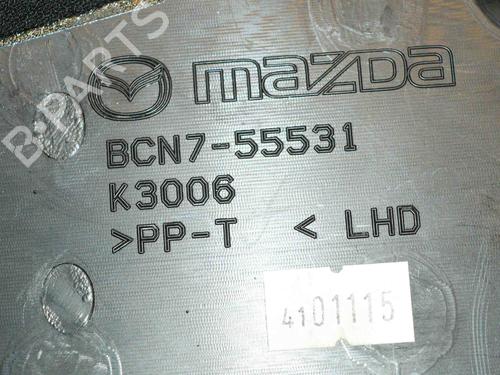 mazda
BCN7-55531
K3006
>PP-T < LHD
4101115
B-PARTS